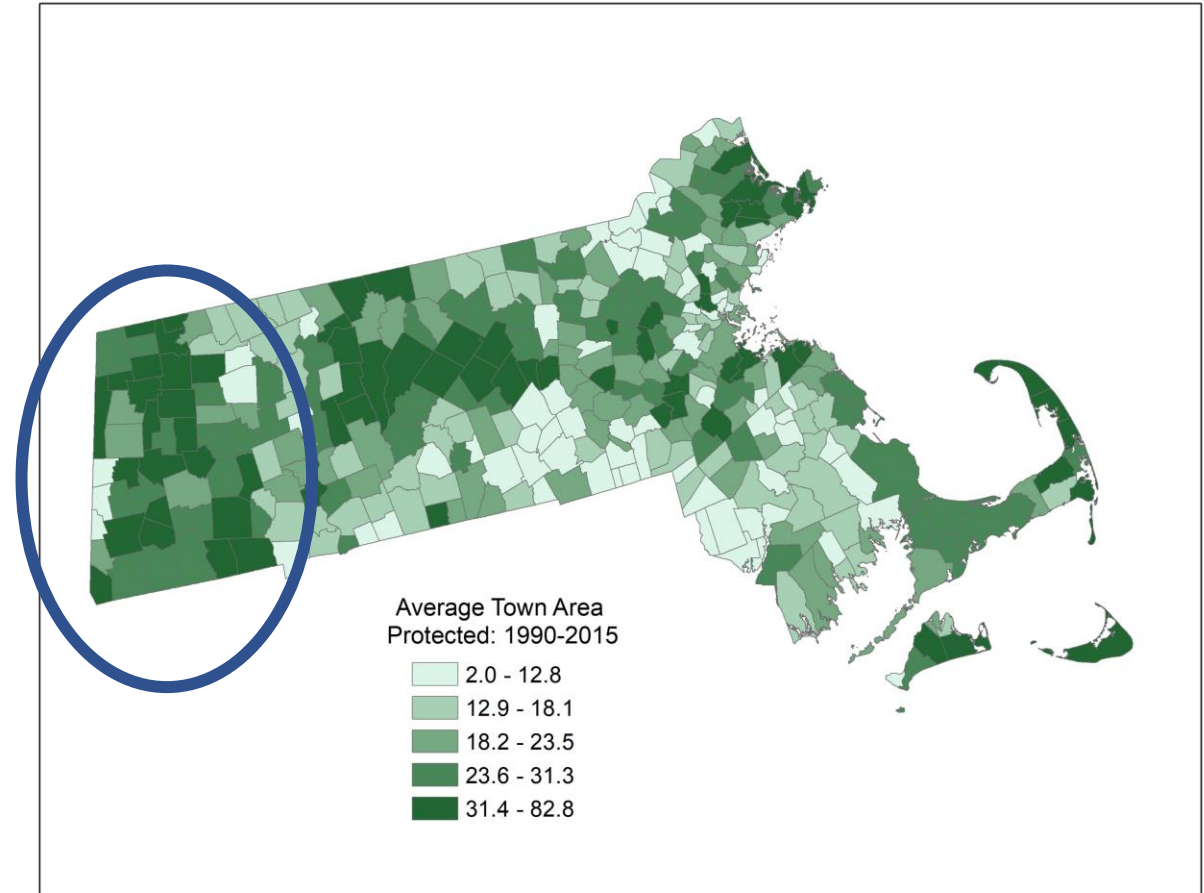 Average Town Area
Protected: 1990-2015
2.0 - 12.8
12.9 - 18.1
18.2 - 23.5
23.6 - 31.3
31.4 - 82.8